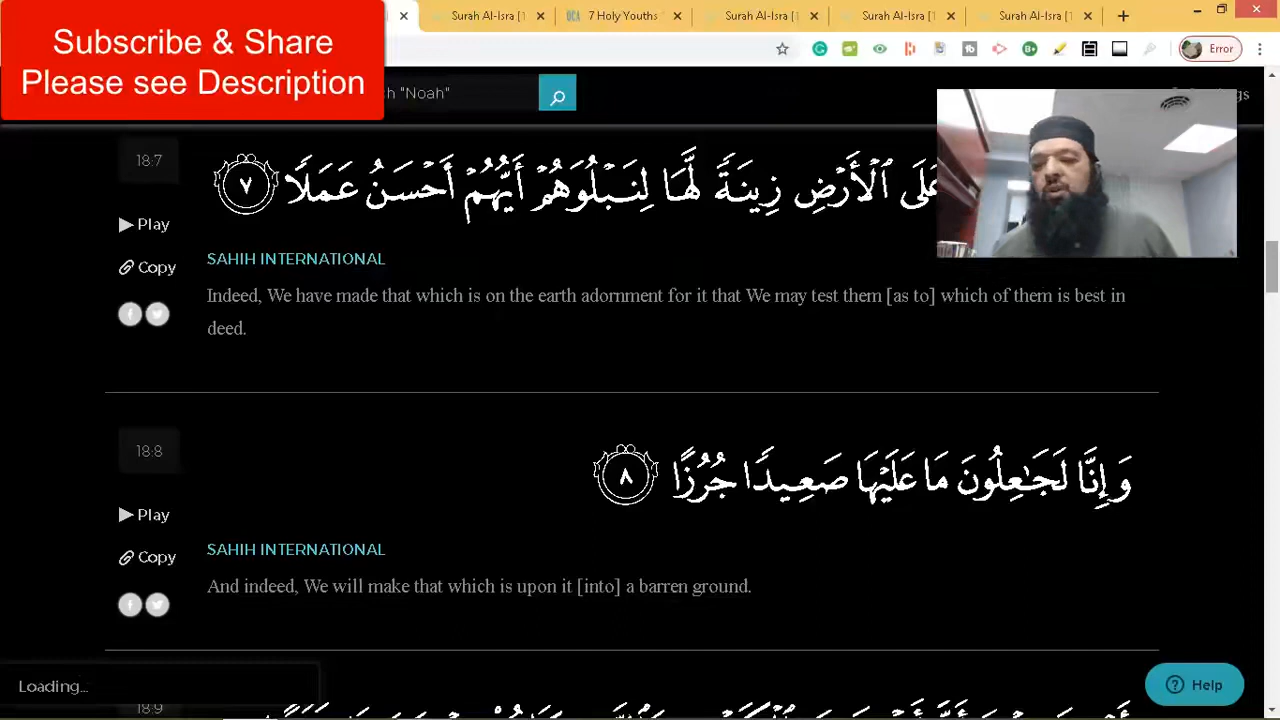 Subscribe & Share
Please see Description
Surah Al-Isra [1
7 Holy Youths
Surah Al-Isra [1
Surah Al-Isra [1
Surah Al-Isra [1
Error
h "Noah"
18:7
عَلَى ٱلْأَرْضِ زِينَةً لَّهَا لِنَبْلُوَهُمْ أَيُّهُمْ أَحْسَنُ عَمَلًا ٧
Play
SAHIH INTERNATIONAL
Copy
Indeed, We have made that which is on the earth adornment for it that We may test them [as to] which of them is best in
deed.
18:8
وَإِنَّا لَجَـٰعِلُونَ مَا عَلَيْهَا صَعِيدًا جُرُزًا ٨
Play
SAHIH INTERNATIONAL
Copy
And indeed, We will make that which is upon it [into] a barren ground.
Loading...
Help
18:9